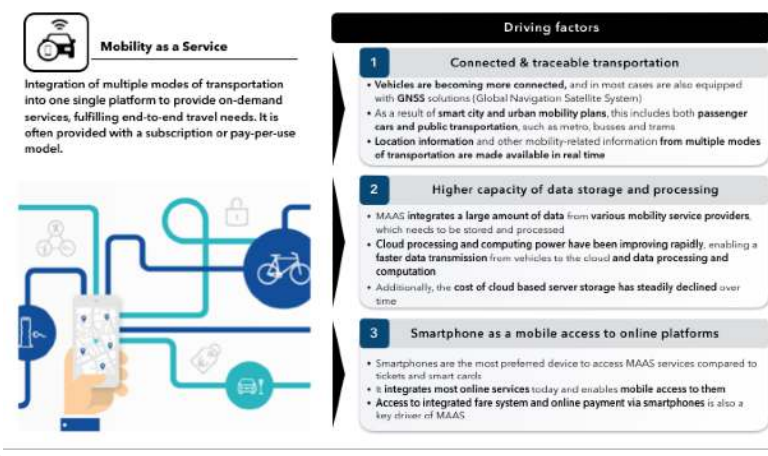 Mobility as a Service
Integration of multiple modes of transportation
into one single platform to provide on-demand
services, fulfilling end-to-end travel needs. It is
often provided with a subscription or pay-per-use
model.
Driving factors
1
Connected & traceable transportation
• Vehicles are becoming more connected, and in most cases are also equipped
with GNSS solutions (Global Navigation Satellite System)
• As a result of smart city and urban mobility plans, this includes both passenger
cars and public transportation, such as metro, busses and trams
• Location information and other mobility-related information from multiple modes
of transportation are made available in real time
2
Higher capacity of data storage and processing
• MAAS integrates a large amount of data from various mobility service providers,
which needs to be stored and processed
• Cloud processing and computing power have been improving rapidly, enabling a
faster data transmission from vehicles to the cloud and data processing and
computation
• Additionally, the cost of cloud based server storage has steadily declined over
time
3
Smartphone as a mobile access to online platforms
• Smartphones are the most preferred device to access MAAS services compared to
tickets and smart cards
• It integrates most online services today and enables mobile access to them
• Access to integrated fare system and online payment via smartphones is also a
key driver of MAAS